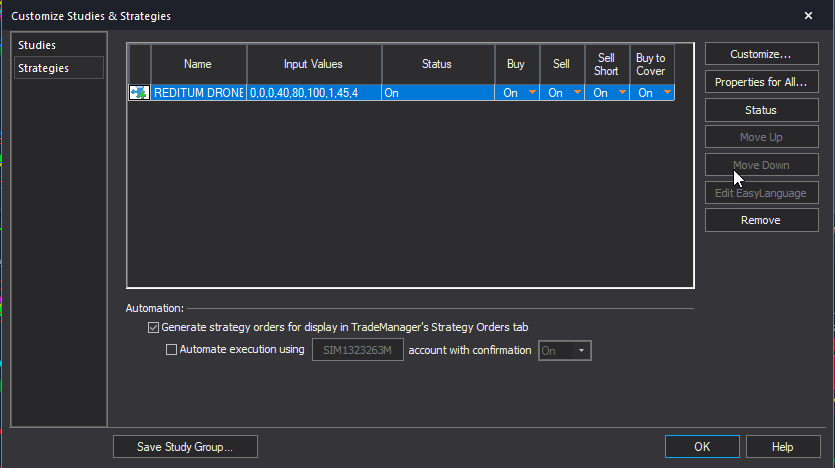 Customize Studies & Strategies
Studies
Strategies
Name Input Values Status Buy Sell Sell Short Buy to Cover
REDITUM DRONE 0,0,0,40,80,100,1,45,4 On On On On On
Customize...
Properties for All...
Status
Move Up
Move Down
Edit EasyLanguage
Remove
Automation:
Generate strategy orders for display in TradeManager's Strategy Orders tab
Automate execution using SIM1323263M account with confirmation On
Save Study Group... OK Help